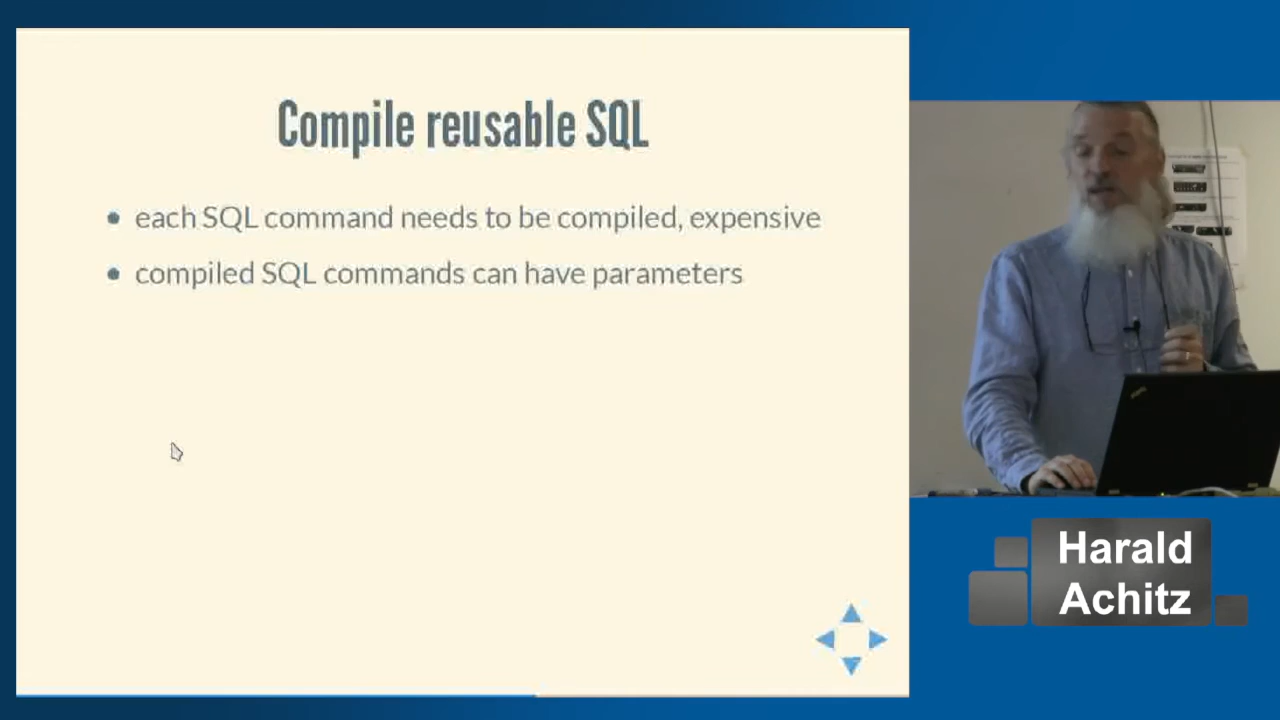 Compile reusable SQL
each SQL command needs to be compiled, expensive
compiled SQL commands can have parameters
Harald
Achitz